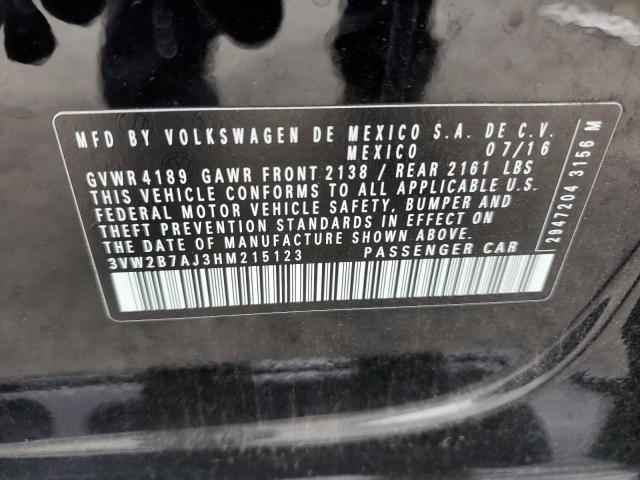 MFD BY VOLKSWAGEN DE MEXICO S.A. DE C.V.
MEXICO 07/16
GVWR 4189 GAWR FRONT 2138 / REAR 2161 LBS
THIS VEHICLE CONFORMS TO ALL APPLICABLE U.S.
FEDERAL MOTOR VEHICLE SAFETY, BUMPER AND
THEFT PREVENTION STANDARDS IN EFFECT ON
THE DATE OF MANUFACTURE SHOWN ABOVE.
3VW2B7AJ3HM215123 PASSENGER CAR
2947204 3156 M